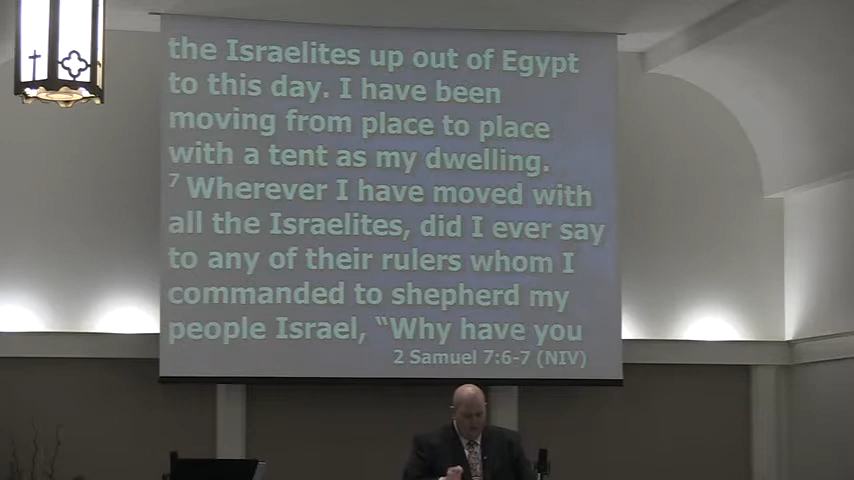 the Israelites up out of Egypt
to this day. I have been
moving from place to place
with a tent as my dwelling.
7 Wherever I have moved with
all the Israelites, did I ever say
to any of their rulers whom I
commanded to shepherd my
people Israel, “Why have you
2 Samuel 7:6-7 (NIV)